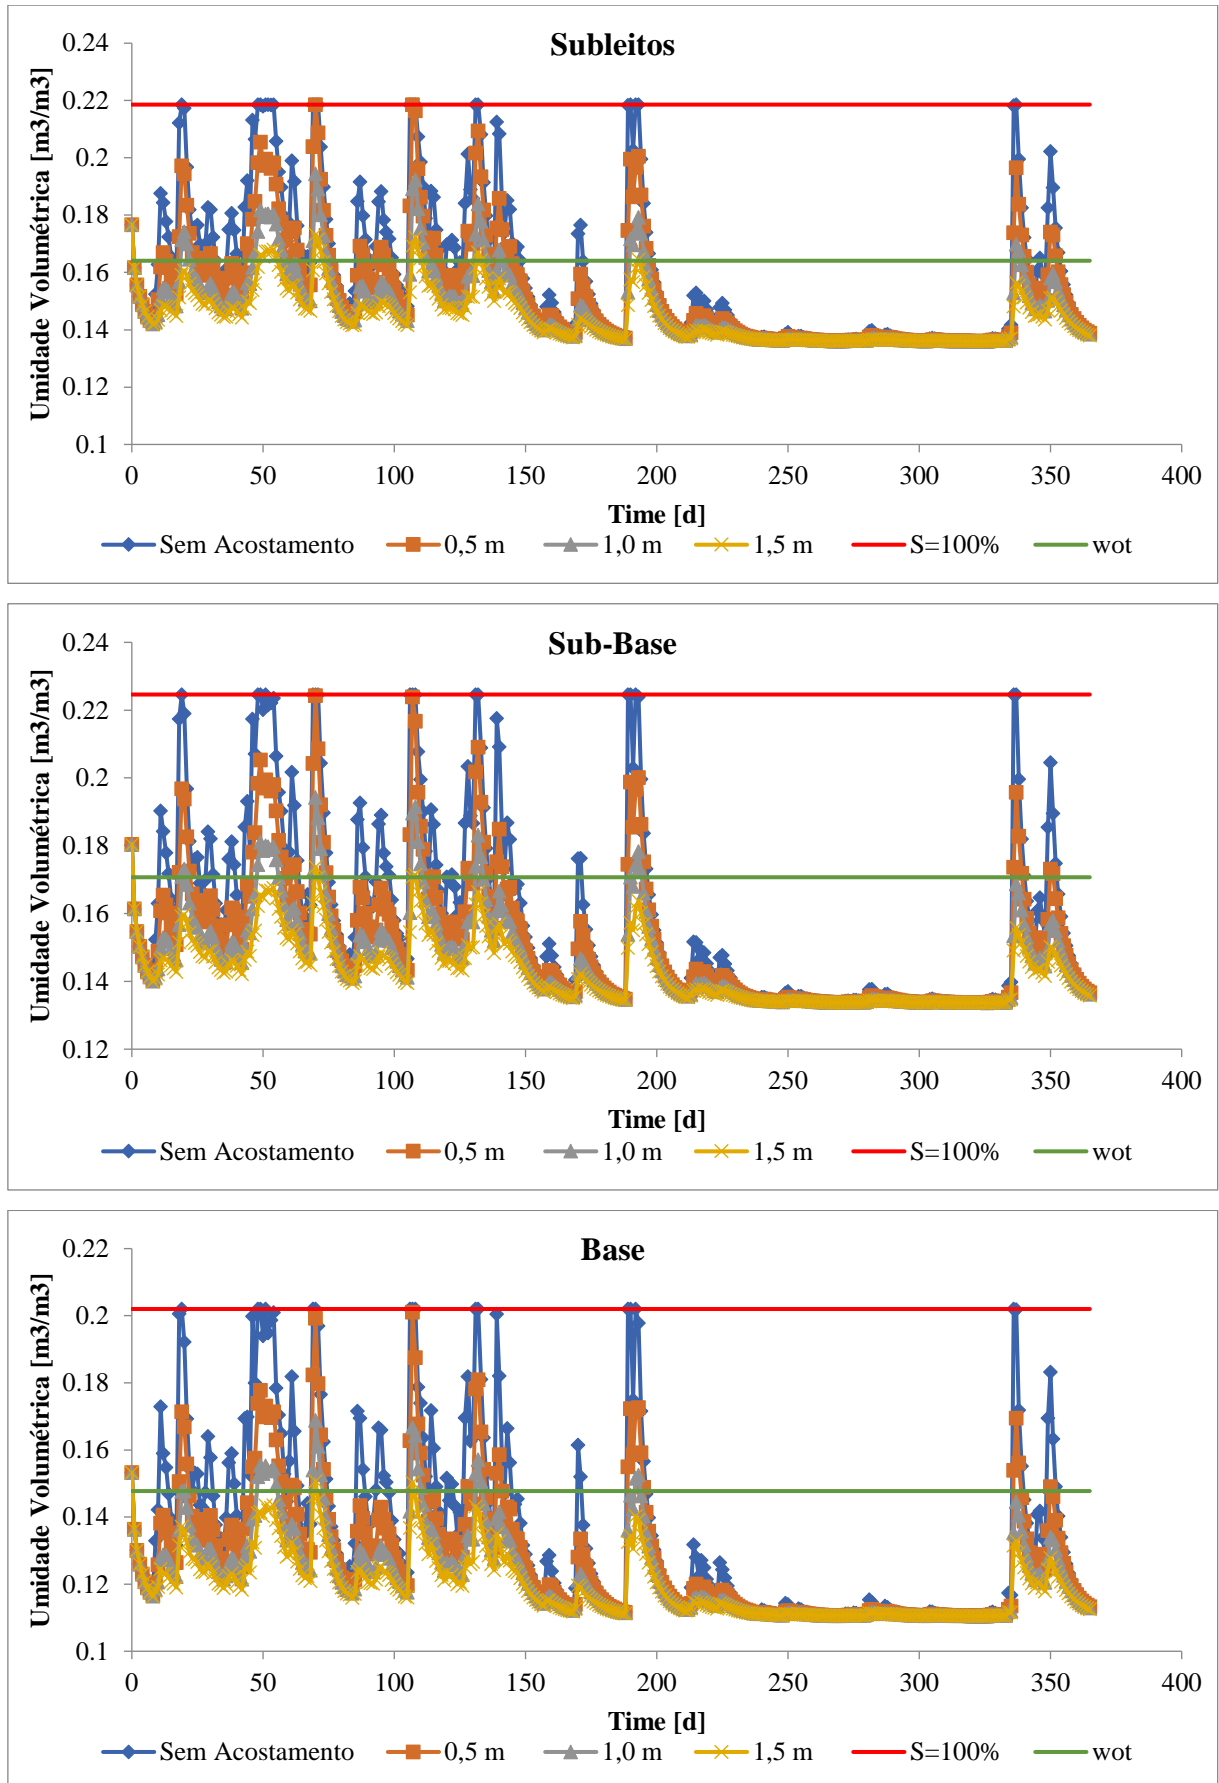 Subleitos
Umidade Volumétrica [m3/m3]
0.24
0.22
0.2
0.18
0.16
0.14
0.12
0.1
0 50 100 150 200 250 300 350 400
Time [d]
Sem Acostamento 0,5 m 1,0 m 1,5 m S=100% wot
Sub-Base
Umidade Volumétrica [m3/m3]
0.24
0.22
0.2
0.18
0.16
0.14
0.12
0 50 100 150 200 250 300 350 400
Time [d]
Sem Acostamento 0,5 m 1,0 m 1,5 m S=100% wot
Base
Umidade Volumétrica [m3/m3]
0.22
0.2
0.18
0.16
0.14
0.12
0.1
0 50 100 150 200 250 300 350 400
Time [d]
Sem Acostamento 0,5 m 1,0 m 1,5 m S=100% wot